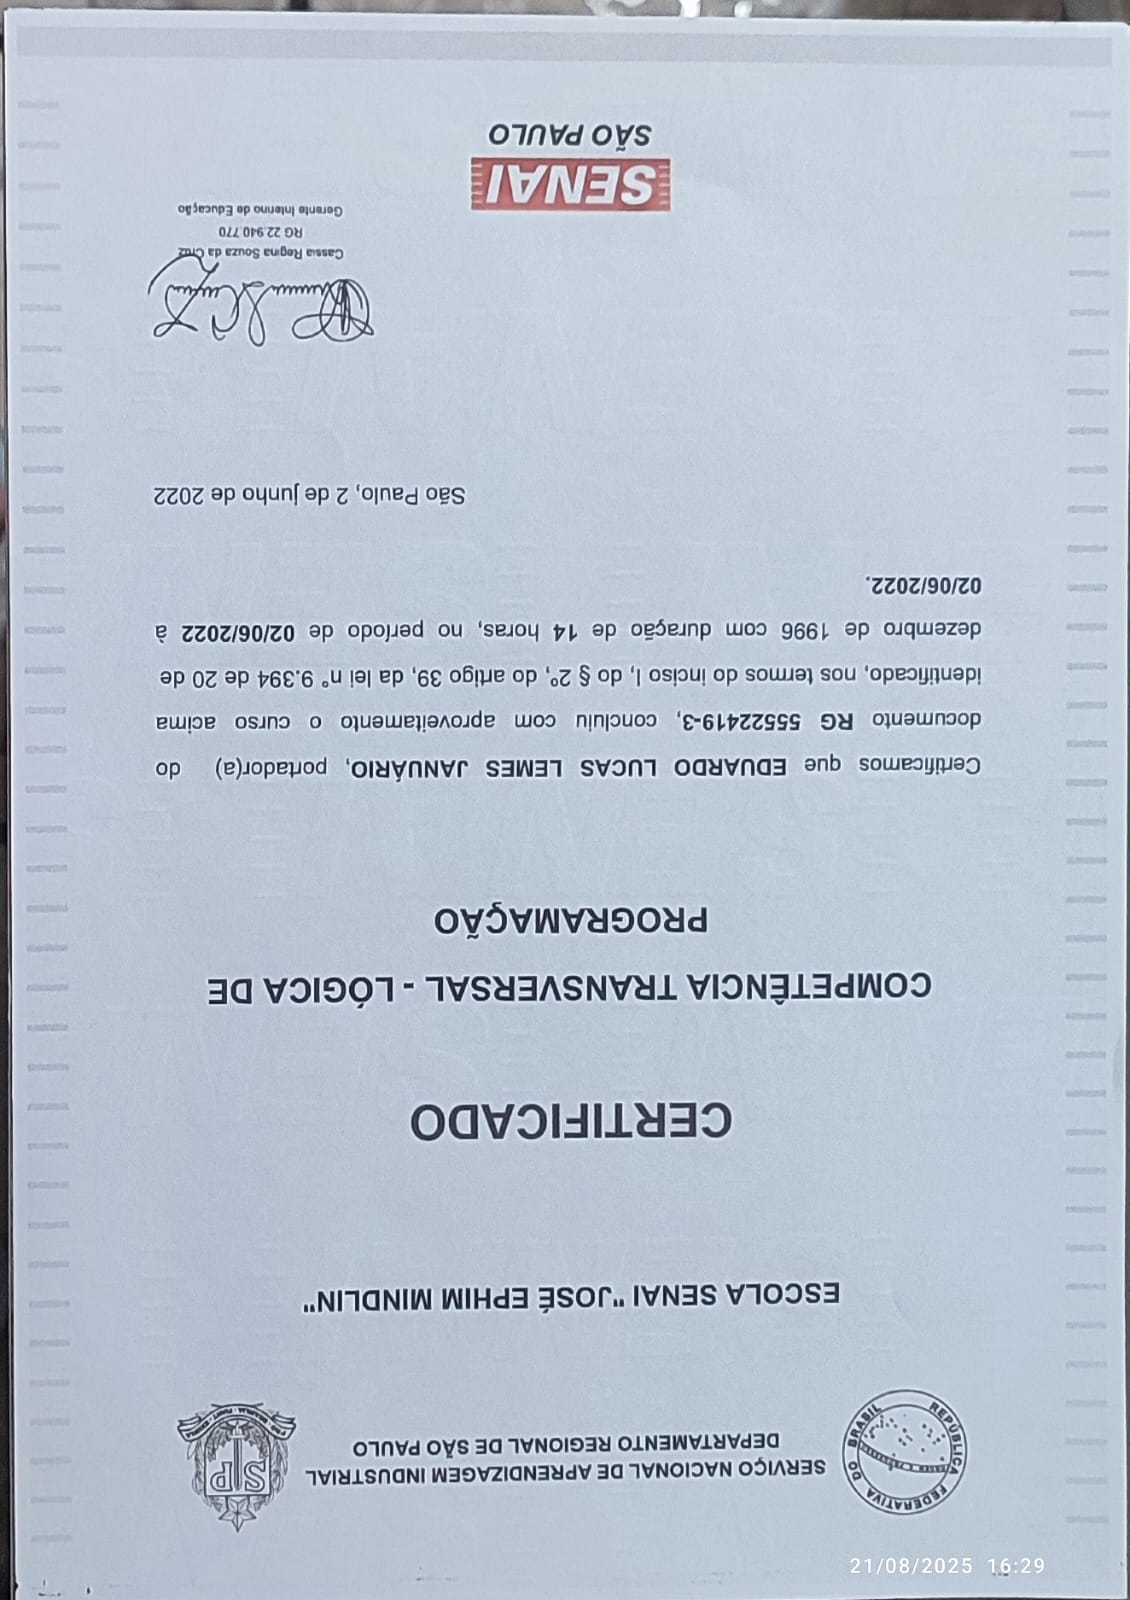 21/08/2025 16:29
REPÚBLICA FEDERATIVA DO BRASIL
SERVIÇO NACIONAL DE APRENDIZAGEM INDUSTRIAL
DEPARTAMENTO REGIONAL DE SÃO PAULO
SP
ESCOLA SENAI "JOSÉ EPHIM MINDLIN"
CERTIFICADO
COMPETÊNCIA TRANSVERSAL - LÓGICA DE
PROGRAMAÇÃO
Certificamos que EDUARDO LUCAS LEMES JANUÁRIO, portador(a) do
documento RG 55522419-3, concluiu com aproveitamento o curso acima
identificado, nos termos do inciso I, do § 2º, do artigo 39, da lei n° 9.394 de 20 de
dezembro de 1996 com duração de 14 horas, no período de 02/06/2022 à
02/06/2022.
São Paulo, 2 de junho de 2022
Cassia Regina Souza da Cruz
RG 22.940.770
Gerente Interino de Educação
SENAI
SÃO PAULO